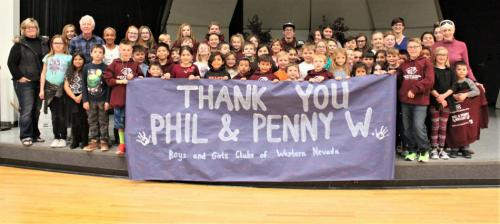 THANK YOU
PHIL & PENNY W.
Boys and Girls Clubs of Western Nevada